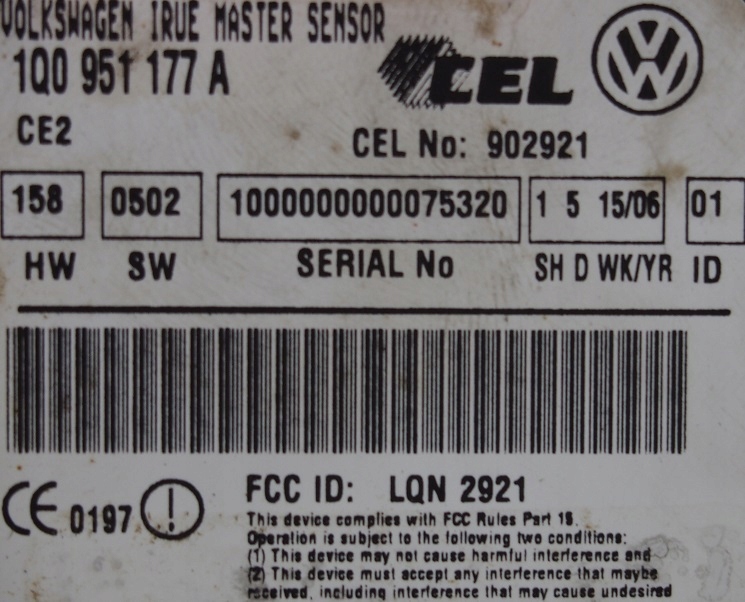 VOLKSWAGEN IRUE MASTER SENSOR
1Q0 951 177 A
CEL
CE2
CEL No: 902921
158 0502 1000000000075320 1 5 15/06 01
HW SW SERIAL No SH D WK/YR ID
CE 0197 !
FCC ID: LQN 2921
This device complies with FCC Rules Part 15.
Operation is subject to the following two conditions:
(1) This device may not cause harmful interference and
(2) This device must accept any interference that maybe
received, including interference that may cause undesired